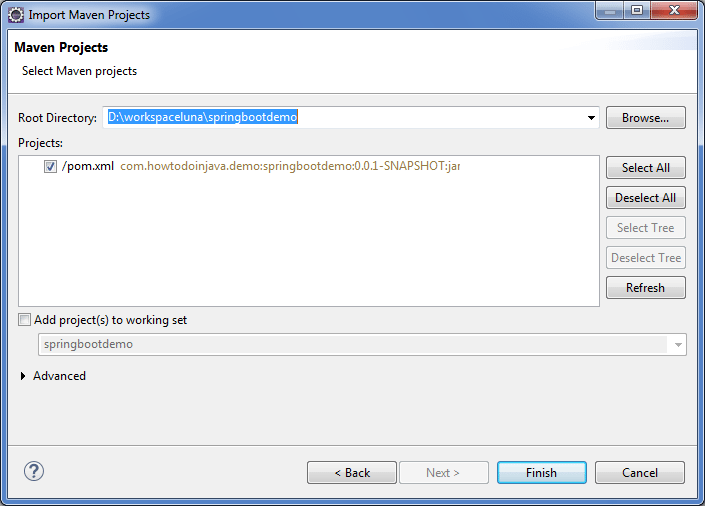 Import Maven Projects
Maven Projects
Select Maven projects
Root Directory: D:\workspaceluna\springbootdemo Browse...
Projects:
/pom.xml com.howtodoinjava.demo:springbootdemo:0.0.1-SNAPSHOT:jar
Select All
Deselect All
Select Tree
Deselect Tree
Refresh
Add project(s) to working set
springbootdemo
Advanced
? < Back Next > Finish Cancel